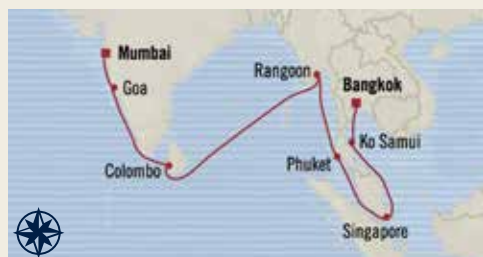 Mumbai
Goa
Rangoon
Bangkok
Colombo
Ko Samui
Phuket
Singapore